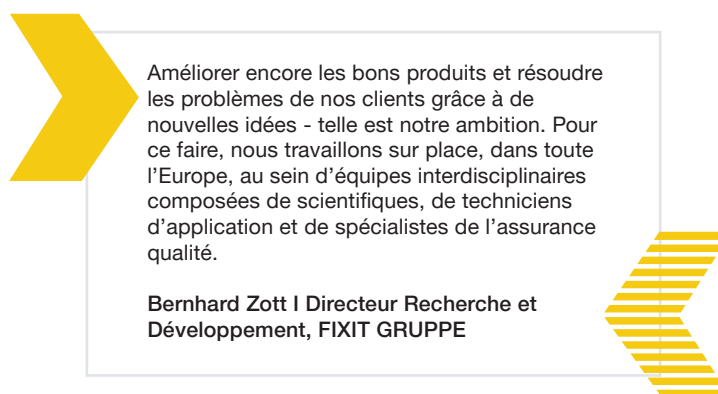 Améliorer encore les bons produits et résoudre
les problèmes de nos clients grâce à de
nouvelles idées - telle est notre ambition. Pour
ce faire, nous travaillons sur place, dans toute
l’Europe, au sein d’équipes interdisciplinaires
composées de scientifiques, de techniciens
d’application et de spécialistes de l’assurance
qualité.
Bernhard Zott I Directeur Recherche et
Développement, FIXIT GRUPPE